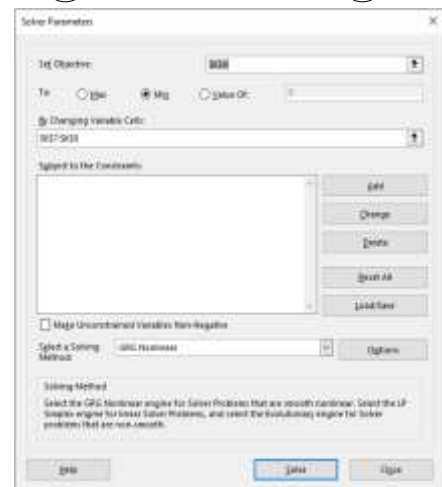 Solver Parameters
Set Objective:
To: Max Min Value Of: 0
By Changing Variable Cells:
Subject to the Constraints:
Add
Change
Delete
Reset All
Load/Save
Make Unconstrained Variables Non-Negative
Select a Solving Method: GRG Nonlinear Options
Solving Method
Select the GRG Nonlinear engine for Solver Problems that are smooth nonlinear. Select the LP
Simplex engine for linear Solver Problems, and select the Evolutionary engine for Solver
problems that are non-smooth.
Help Solve Close